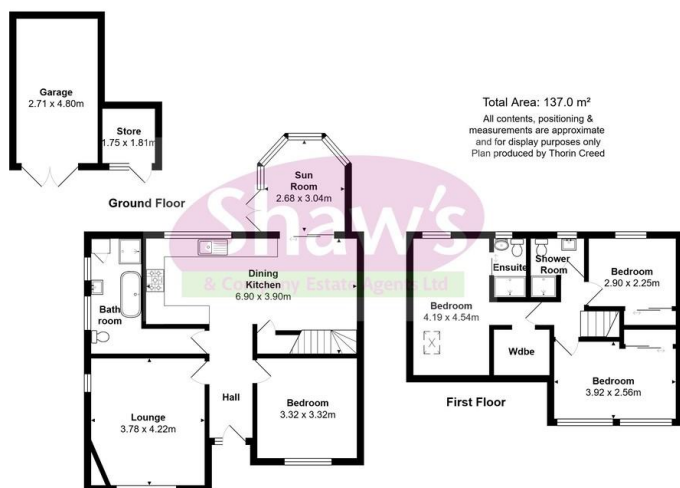 Garage
2.71 x 4.80m
Store
1.75 x 1.81m
Ground Floor
Total Area: 137.0 m²
All contents, positioning &
measurements are approximate
and for display purposes only
Plan produced by Thorin Creed
Sun
Room
2.68 x 3.04m
Shaw's
& Company Estate Agents Ltd
Dining
Kitchen
6.90 x 3.90m
Bath
room
Lounge
3.78 x 4.22m
Hall
Bedroom
3.32 x 3.32m
Ensuite
Shower
Room
Bedroom
2.90 x 2.25m
Bedroom
4.19 x 4.54m
Wdbe
Bedroom
3.92 x 2.56m
First Floor